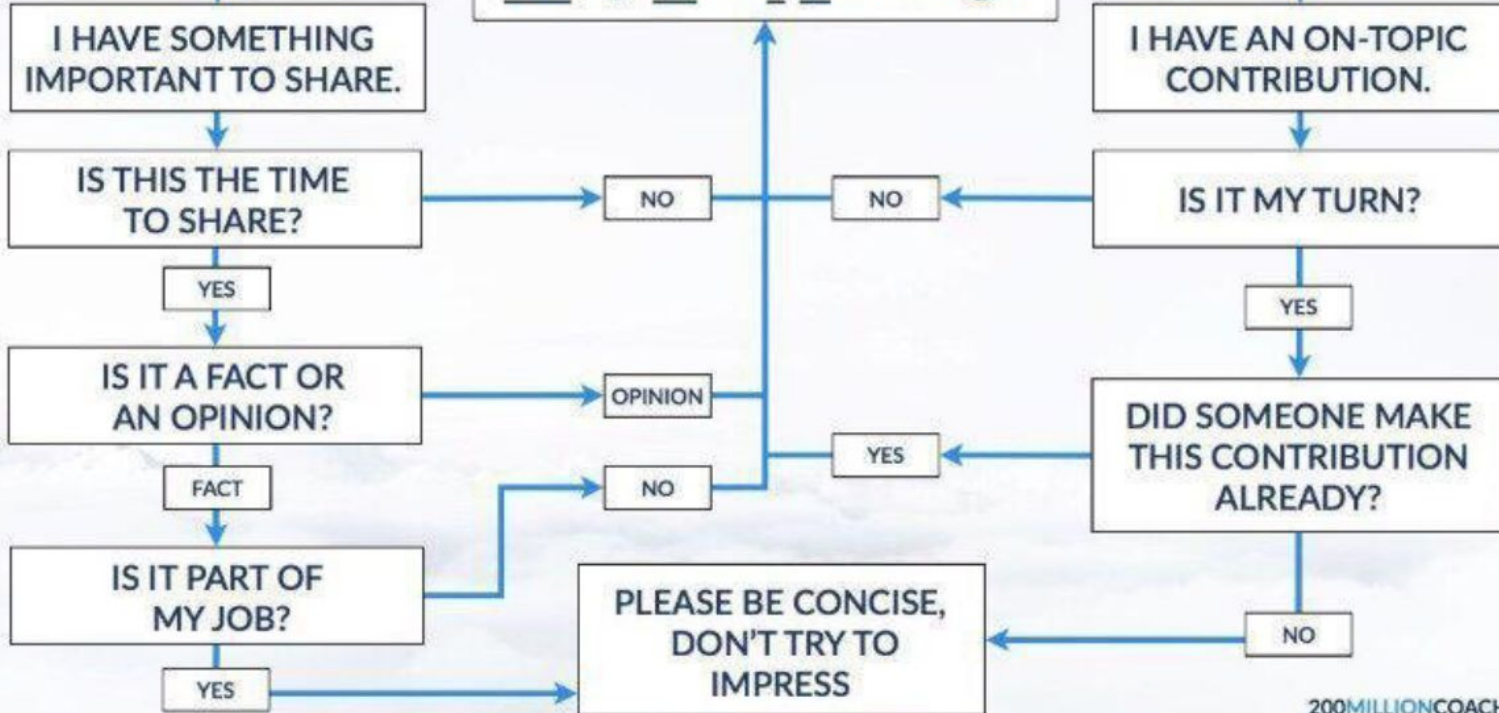 I HAVE SOMETHING
IMPORTANT TO SHARE.
I HAVE AN ON-TOPIC
CONTRIBUTION.
IS THIS THE TIME
TO SHARE?
NO
NO
IS IT MY TURN?
YES
YES
IS IT A FACT OR
AN OPINION?
OPINION
DID SOMEONE MAKE
THIS CONTRIBUTION
ALREADY?
YES
FACT
NO
IS IT PART OF
MY JOB?
PLEASE BE CONCISE,
DON'T TRY TO
IMPRESS
NO
YES
200MILLIONCOACH